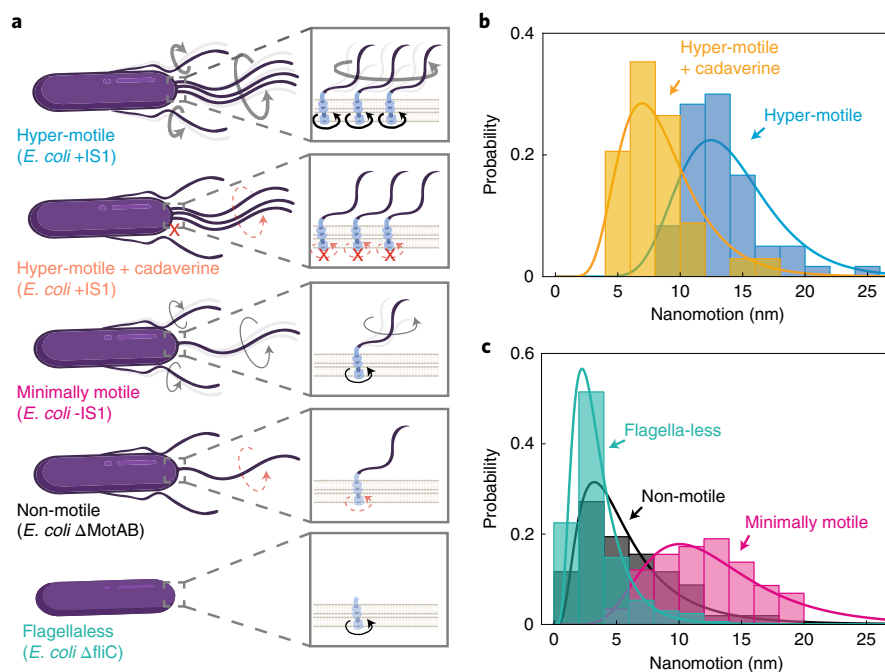 a
Hyper-motile
(E. coli +IS1)
X
X X X
Hyper-motile + cadaverine
(E. coli +IS1)
Minimally motile
(E. coli -IS1)
Non-motile
(E. coli ΔMotAB)
Flagellaless
(E. coli ΔfliC)
b
0.4
0.2
0
Probability
Hyper-motile
+ cadaverine
Hyper-motile
0 5 10 15 20 25
Nanomotion (nm)
c
0.6
0.4
0.2
0
Probability
Flagella-less
Non-motile
Minimally motile
0 5 10 15 20 25
Nanomotion (nm)